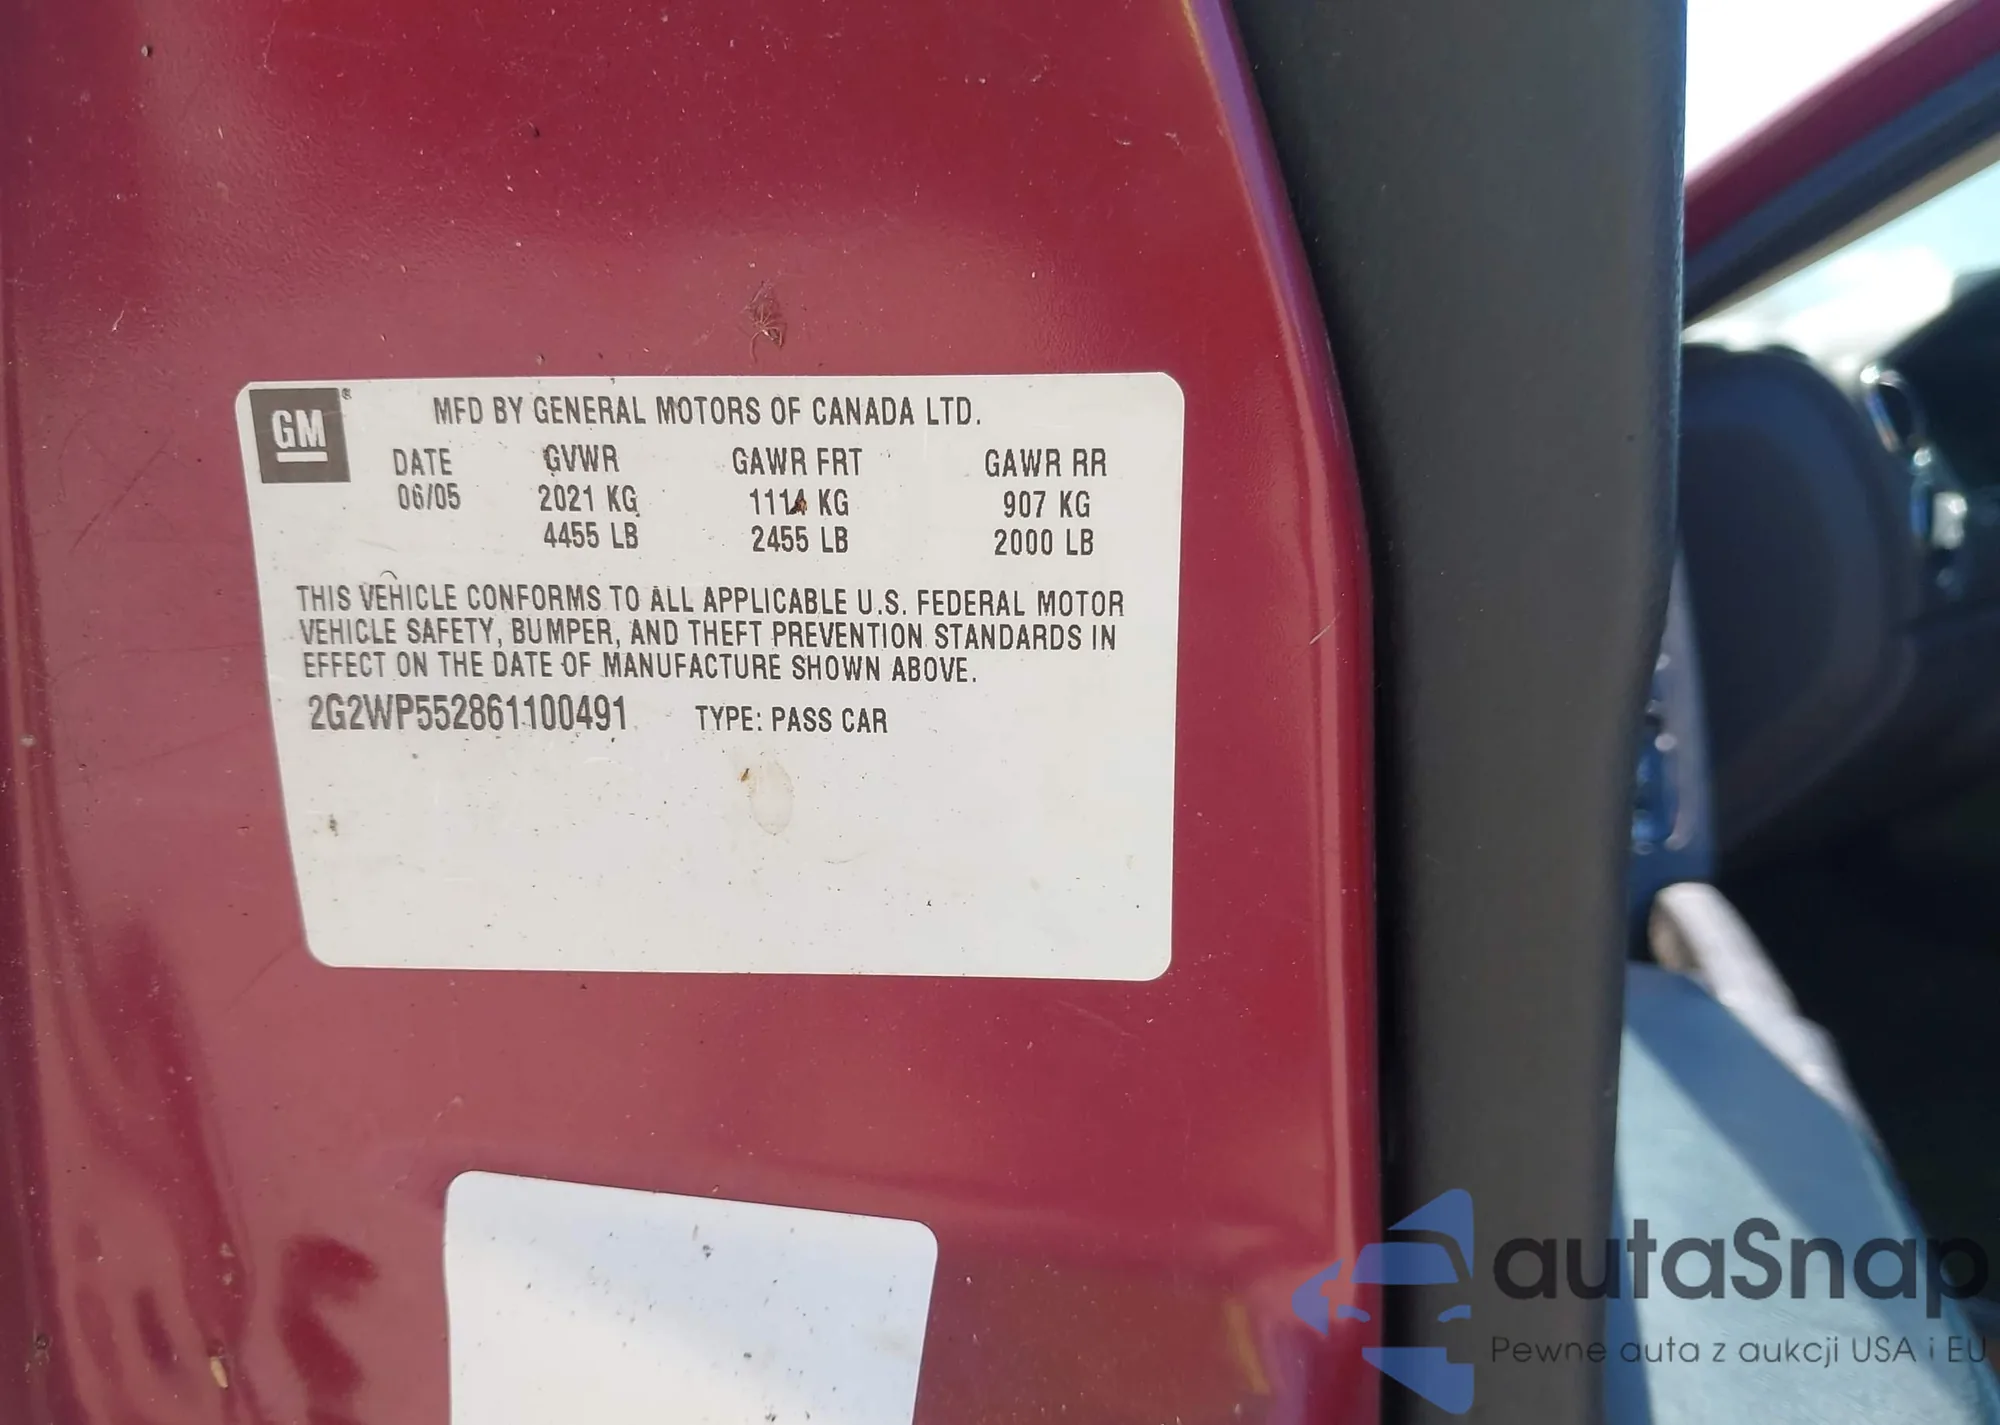 GM ®
MFD BY GENERAL MOTORS OF CANADA LTD.
DATE GVWR GAWR FRT GAWR RR
06/05 2021 KG 1114 KG 907 KG
4455 LB 2455 LB 2000 LB
THIS VEHICLE CONFORMS TO ALL APPLICABLE U.S. FEDERAL MOTOR
VEHICLE SAFETY, BUMPER, AND THEFT PREVENTION STANDARDS IN
EFFECT ON THE DATE OF MANUFACTURE SHOWN ABOVE.
2G2WP552861100491 TYPE: PASS CAR
autaSnap
Pewne auta z aukcji USA i EU